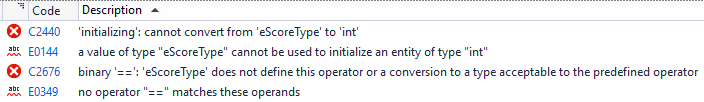 Code Description
C2440 'initializing': cannot convert from 'eScoreType' to 'int'
abc E0144 a value of type "eScoreType" cannot be used to initialize an entity of type "int"
C2676 binary '==': 'eScoreType' does not define this operator or a conversion to a type acceptable to the predefined operator
abc E0349 no operator "==" matches these operands